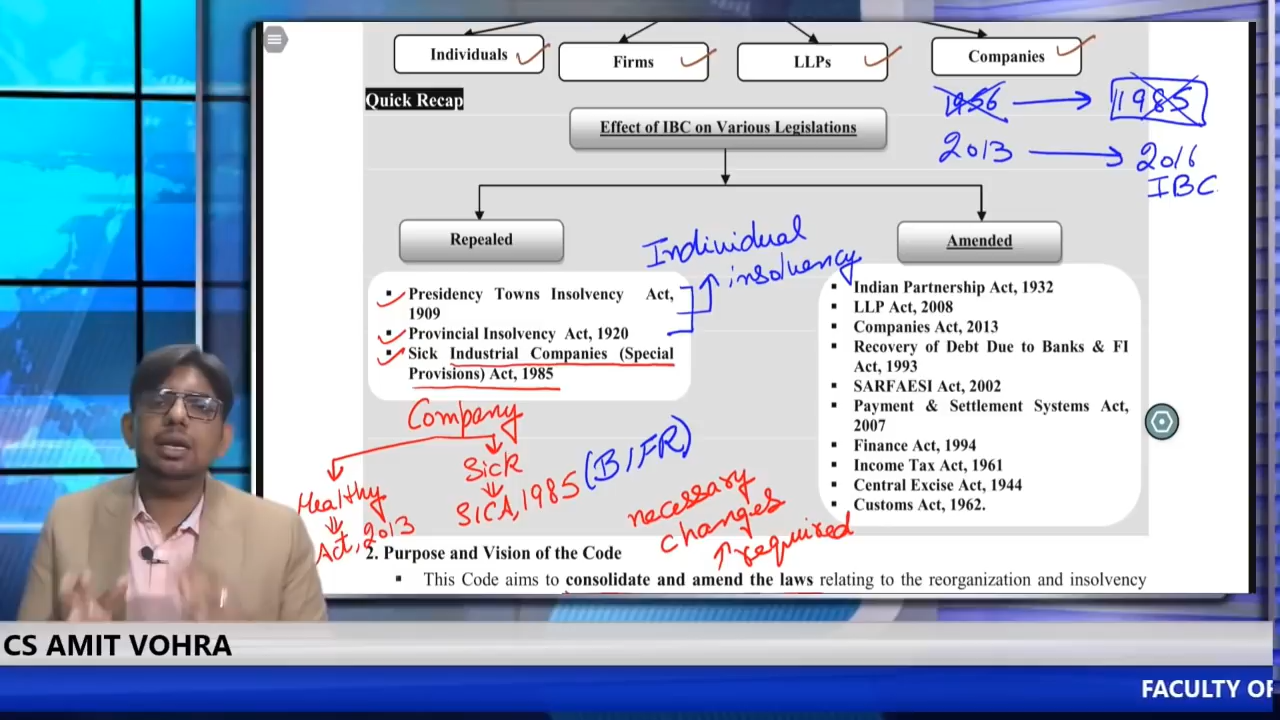 Individuals
Firms
LLPs
Companies
Quick Recap
1956 → 1985
Effect of IBC on Various Legislations
2013 → 2016
IBC
Repealed
Individual
insolvency
Amended
▪ Presidency Towns Insolvency Act,
1909
▪ Provincial Insolvency Act, 1920
▪ Sick Industrial Companies (Special
Provisions) Act, 1985
▪ Indian Partnership Act, 1932
▪ LLP Act, 2008
▪ Companies Act, 2013
▪ Recovery of Debt Due to Banks & FI
Act, 1993
▪ SARFAESI Act, 2002
▪ Payment & Settlement Systems Act,
2007
▪ Finance Act, 1994
▪ Income Tax Act, 1961
▪ Central Excise Act, 1944
▪ Customs Act, 1962.
Company
Healthy
Act, 2013
Sick
SICA, 1985 (BIFR)
necessary
changes
required
2. Purpose and Vision of the Code
▪ This Code aims to consolidate and amend the laws relating to the reorganization and insolvency
CS AMIT VOHRA
FACULTY OF